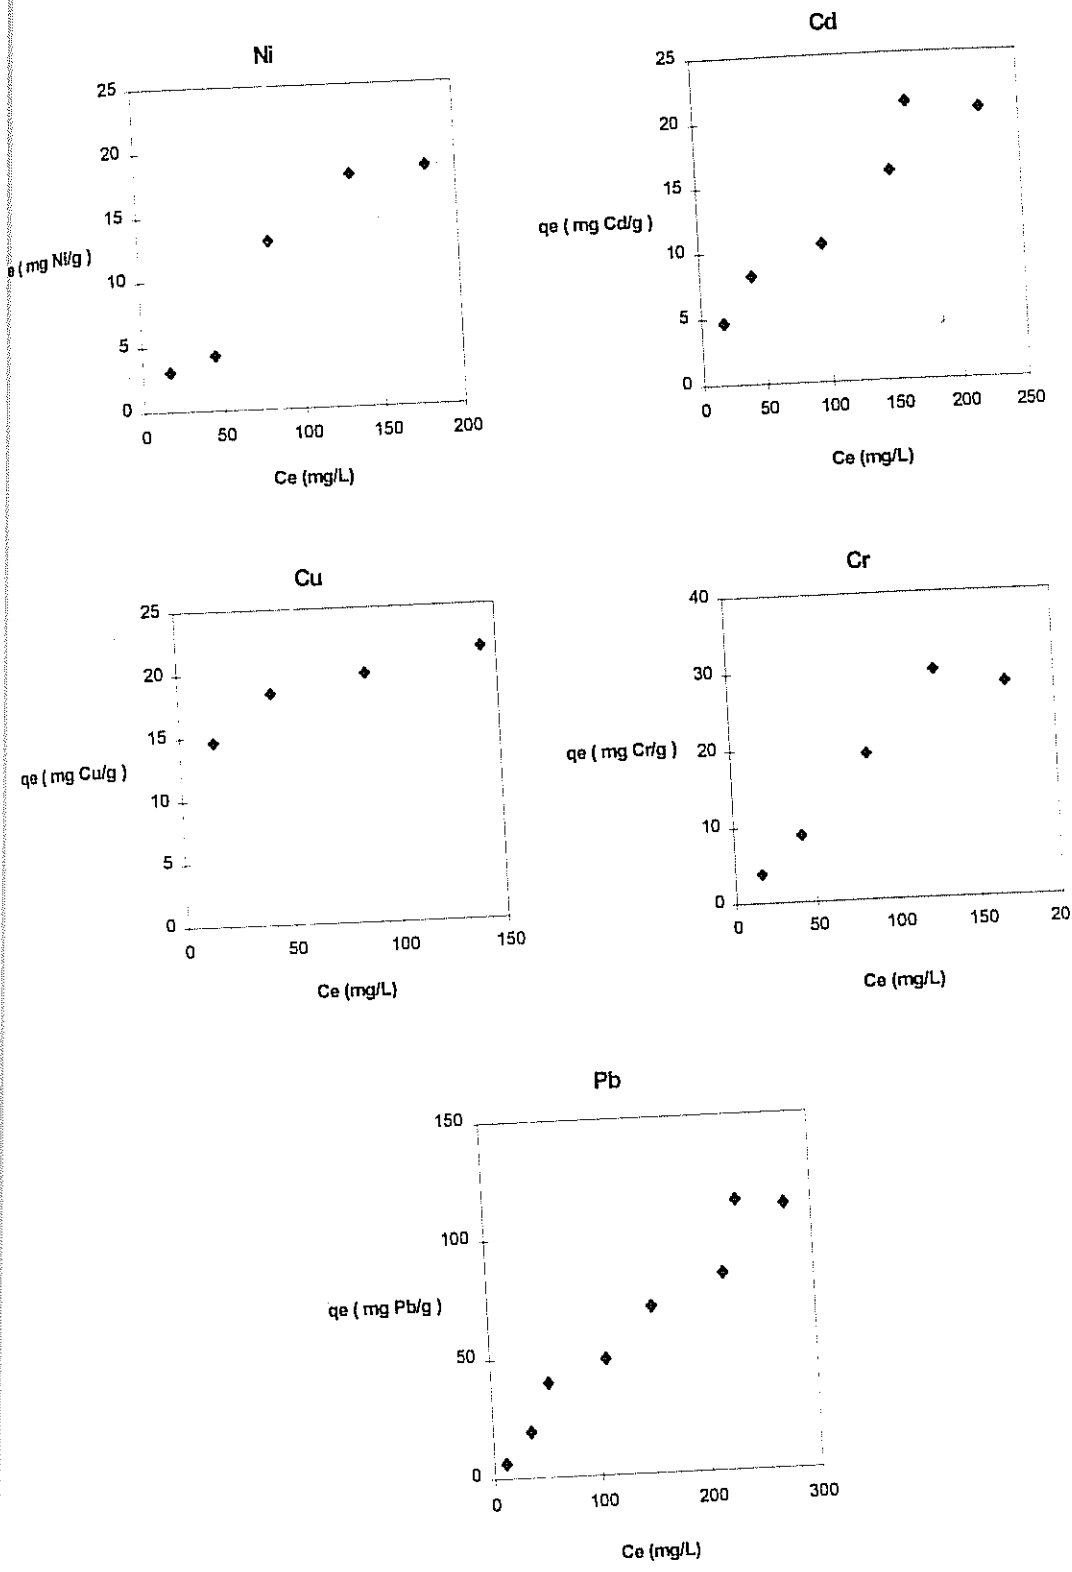 Ni
25
20
15
e ( mg Ni/g )
10
5
0
0 50 100 150 200
Ce (mg/L)
Cd
25
20
15
qe ( mg Cd/g )
10
5
0
0 50 100 150 200 250
Ce (mg/L)
Cu
25
20
15
qe ( mg Cu/g )
10
5
0
0 50 100 150
Ce (mg/L)
Cr
40
30
qe ( mg Cr/g )
20
10
0
0 50 100 150 20
Ce (mg/L)
Pb
150
100
qe ( mg Pb/g )
50
0
0 100 200 300
Ce (mg/L)